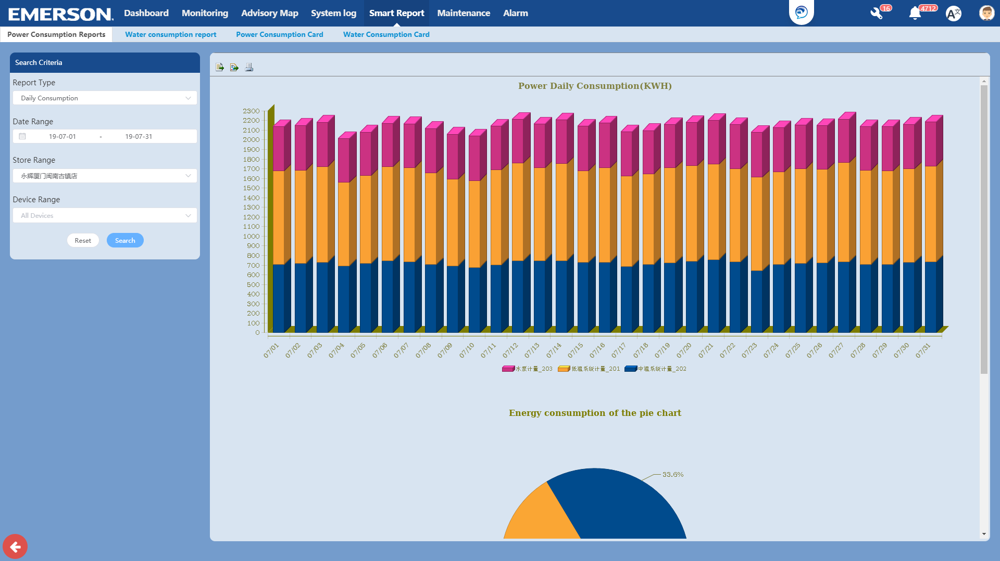 EMERSON. Dashboard Monitoring Advisory Map System log Smart Report Maintenance Alarm 16 4712 A文
Power Consumption Reports Water consumption report Power Consumption Card Water Consumption Card
Search Criteria
Report Type
Daily Consumption
Date Range
19-07-01 - 19-07-31
Store Range
永辉厦门闽南古镇店
Device Range
All Devices
Reset Search
Power Daily Consumption(KWH)
2300
2200
2100
2000
1900
1800
1700
1600
1500
1400
1300
1200
1100
1000
900
800
700
600
500
400
300
200
100
0
07/01 07/02 07/03 07/04 07/05 07/06 07/07 07/08 07/09 07/10 07/11 07/12 07/13 07/14 07/15 07/16 07/17 07/18 07/19 07/20 07/21 07/22 07/23 07/24 07/25 07/26 07/27 07/28 07/29 07/30 07/31
水泵计量_203 低温系统计量_201 中温系统计量_202
Energy consumption of the pie chart
33.6%